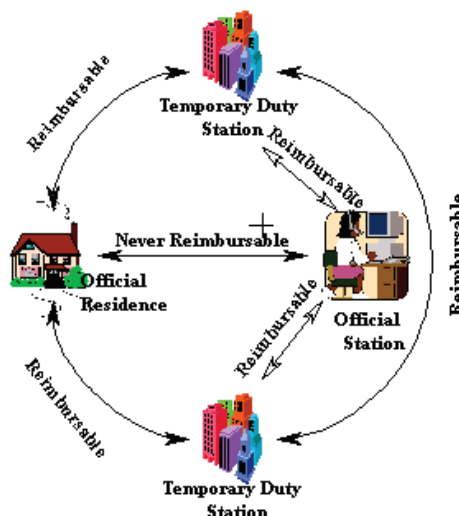 Reimbursable
Temporary Duty
Station
Reimbursable
Reimbursable
Never Reimbursable
Official
Residence
Official
Station
Reimbursable
Reimbursable
Temporary Duty
Station